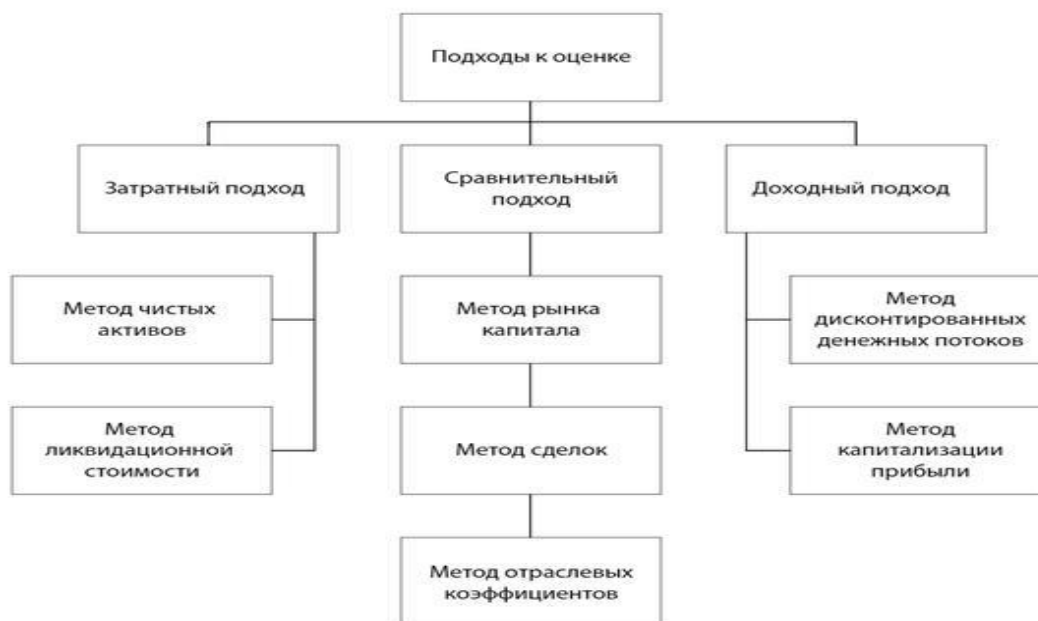 Подходы к оценке
Затратный подход
Сравнительный
подход
Доходный подход
Метод чистых
активов
Метод рынка
капитала
Метод
дисконтированных
денежных потоков
Метод
ликвидационной
стоимости
Метод сделок
Метод
капитализации
прибыли
Метод отраслевых
коэффициентов